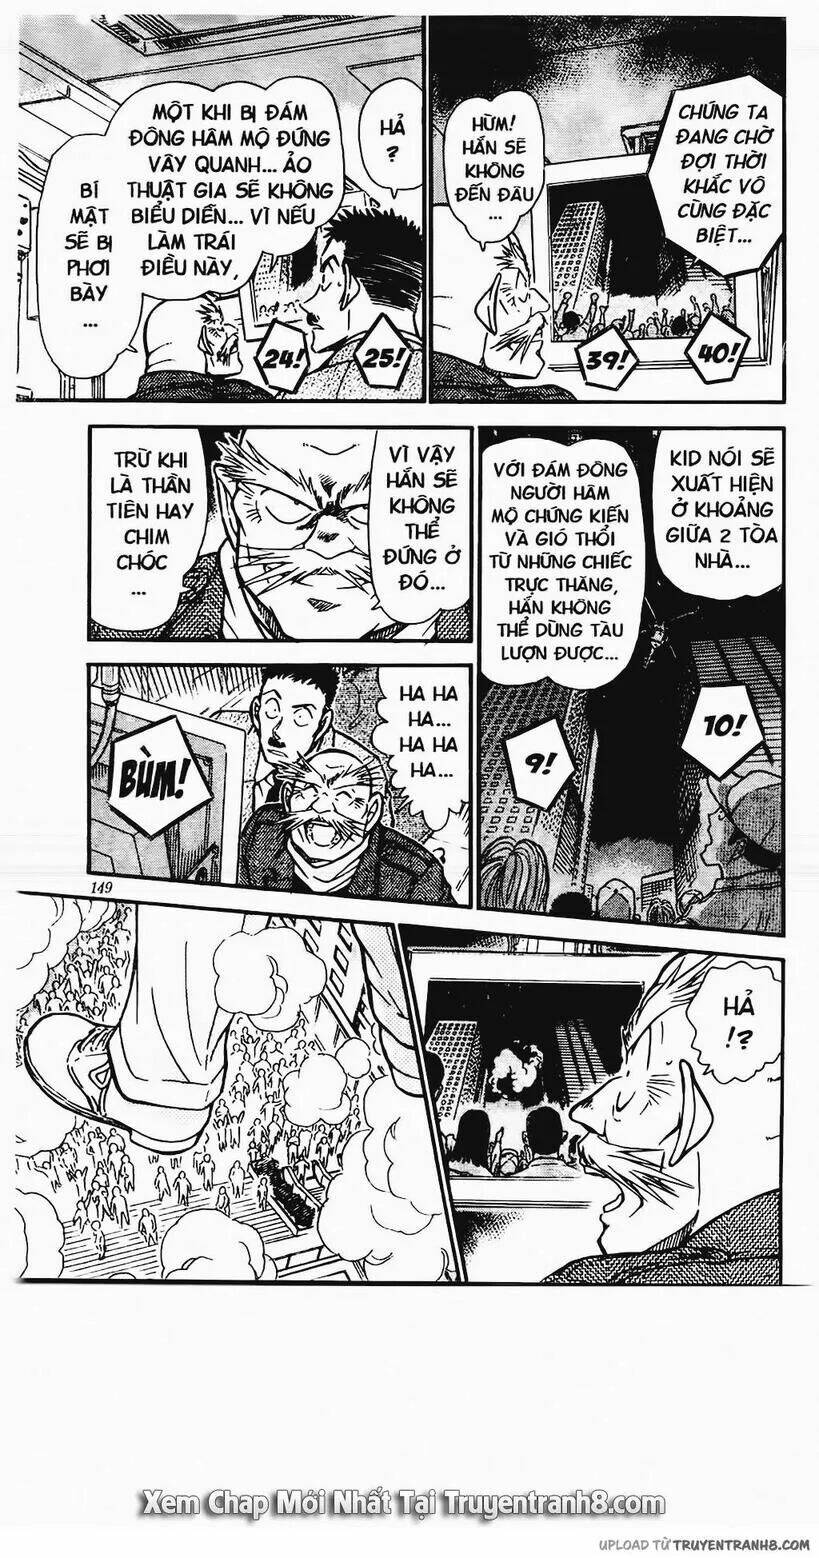 CHÚNG TA
ĐANG CHỜ
ĐỢI THỜI
KHẮC VÔ
CÙNG ĐẶC
BIỆT...
HỪM!
HẮN SẼ
KHÔNG
ĐẾN ĐÂU
...
40!
39!
HẢ
?
MỘT KHI BỊ ĐÁM
ĐÔNG HÂM MỘ ĐỨNG
VÂY QUANH... ẢO
THUẬT GIA SẼ KHÔNG
BIỂU DIỄN... VÌ NẾU
LÀM TRÁI
ĐIỀU NÀY,
BÍ
MẬT
SẼ BỊ
PHƠI
BÀY
...
25!
24!
KID NÓI SẼ
XUẤT HIỆN
Ở KHOẢNG
GIỮA 2 TÒA
NHÀ...
VỚI ĐÁM ĐÔNG
NGƯỜI HÂM
MỘ CHỨNG KIẾN
VÀ GIÓ THỔI
TỪ NHỮNG CHIẾC
TRỰC THĂNG,
HẮN KHÔNG
THỂ DÙNG TÀU
LƯỢN ĐƯỢC...
10!
9!
VÌ VẬY
HẮN SẼ
KHÔNG
THỂ
ĐỨNG Ở
ĐÓ...
TRỪ KHI
LÀ THẦN
TIÊN HAY
CHIM
CHÓC
...
HA HA
HA...
HA HA
HA...
BÙM!
149
HẢ
!?
Xem Chap Mới Nhất Tại Truyentranh8.com
UPLOAD TỪ TRUYENTRANH8.COM